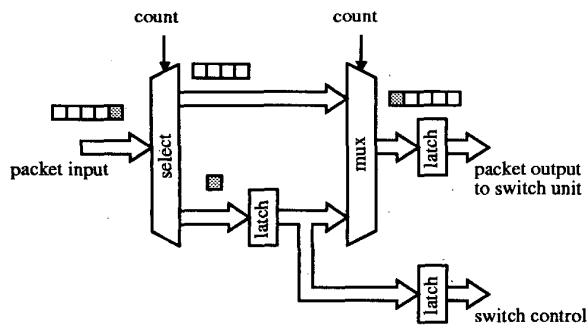 count
count
select
mux
latch
packet input
packet output
to switch unit
latch
latch
switch control